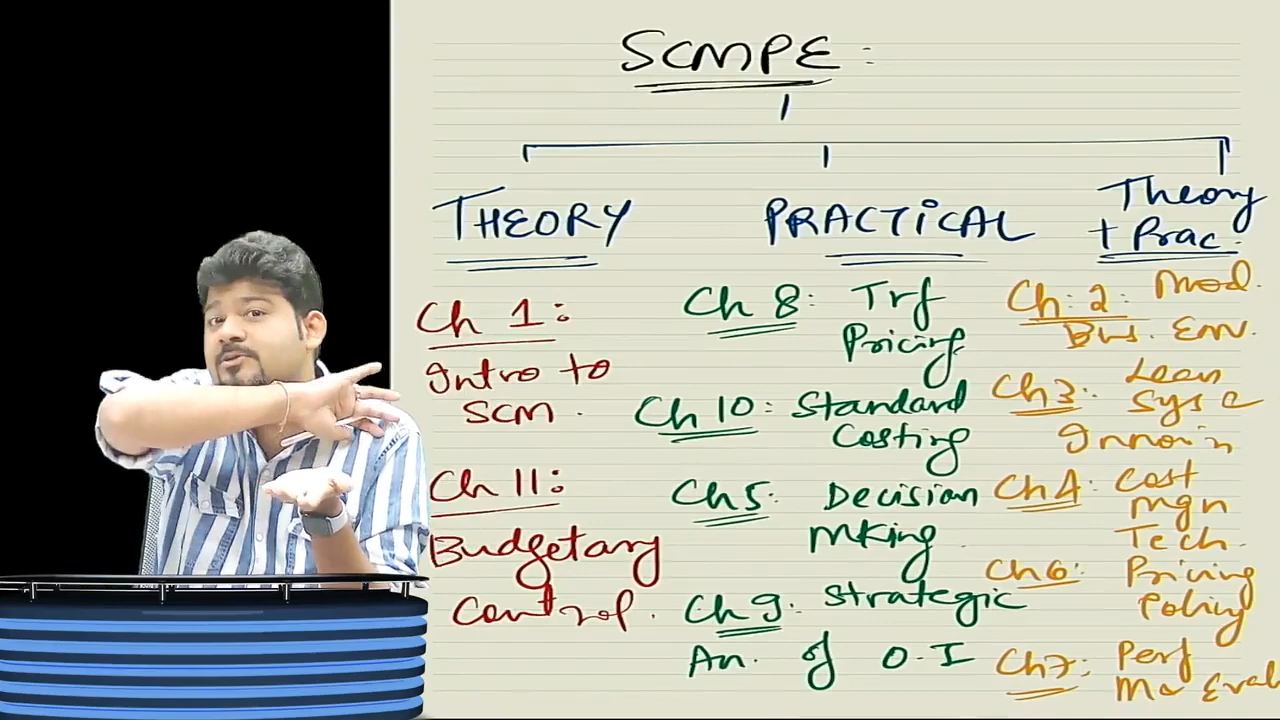 SCMPE:
THEORY
Ch 1:
Intro to
SCM.
Ch 11:
Budgetary
Control.
PRACTICAL
Ch 8: Trf
Pricing
Ch 10: Standard
Costing
Ch 5: Decision
Mking.
Ch 9. Strategic
An. of O.I
Theory
+ Prac.
Ch: 2: Mod.
Bus. Env.
Ch 3: Lean
Sys
Ch 4: Cost
Mgn
Tech.
Ch 6: Pricing
Policy
Ch 7: Perf
Eval